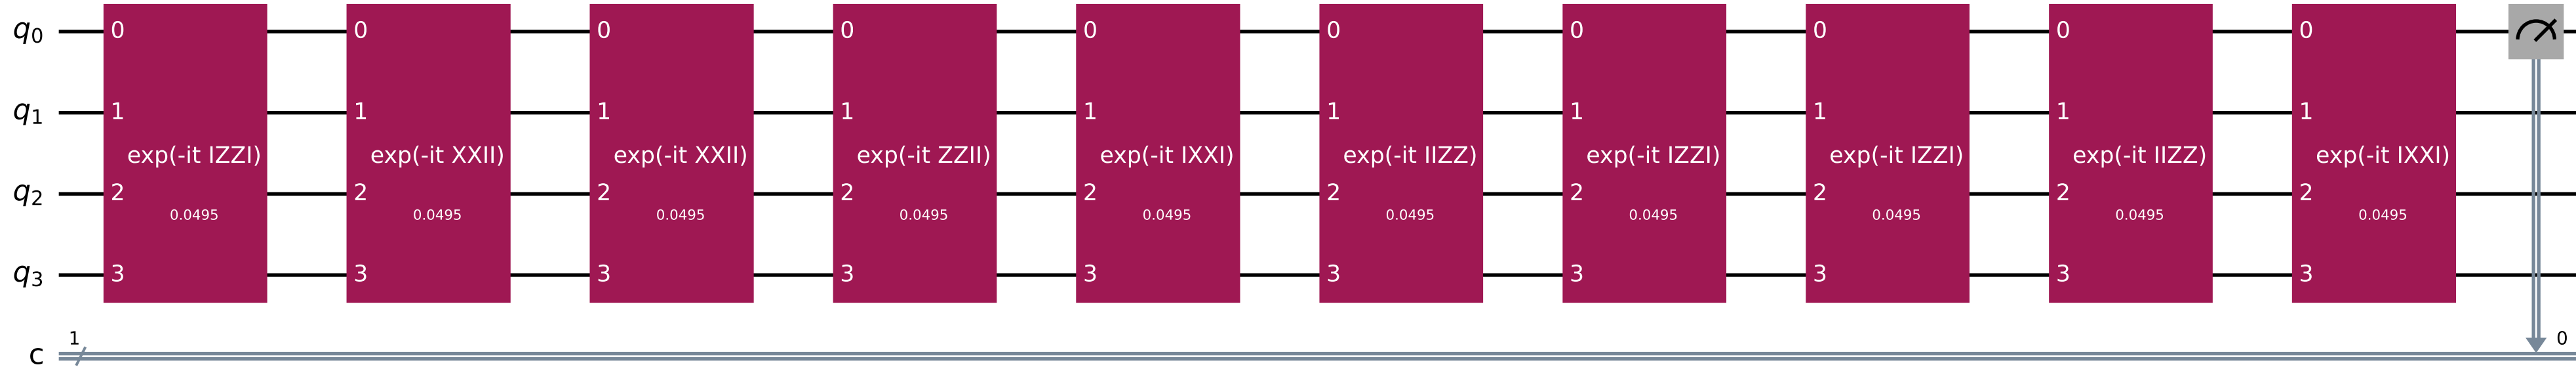 q0 0 0 0 0 0 0 0 0 0 0
q1 1 1 1 1 1 1 1 1 1 1
exp(-it IZZI) exp(-it XXII) exp(-it XXII) exp(-it ZZII) exp(-it IXXI) exp(-it IIZZ) exp(-it IZZI) exp(-it IZZI) exp(-it IIZZ) exp(-it IXXI)
q2 2 2 2 2 2 2 2 2 2 2
0.0495 0.0495 0.0495 0.0495 0.0495 0.0495 0.0495 0.0495 0.0495 0.0495
q3 3 3 3 3 3 3 3 3 3 3
1 0
c